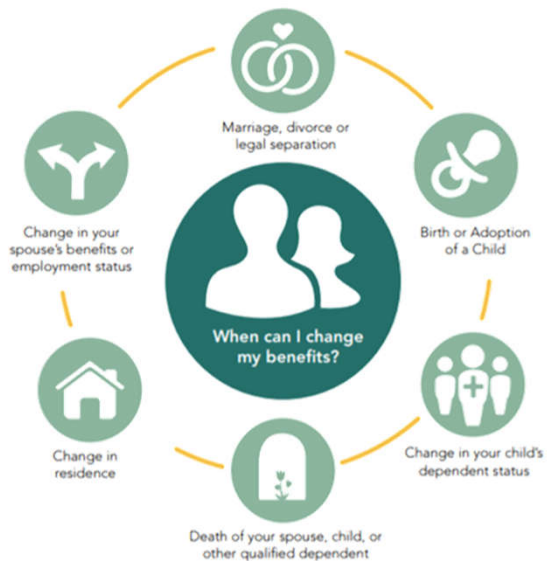 Marriage, divorce or
legal separation
Birth or Adoption
of a Child
Change in your child's
dependent status
Death of your spouse, child, or
other qualified dependent
Change in
residence
Change in your
spouse's benefits or
employment status
When can I change
my benefits?